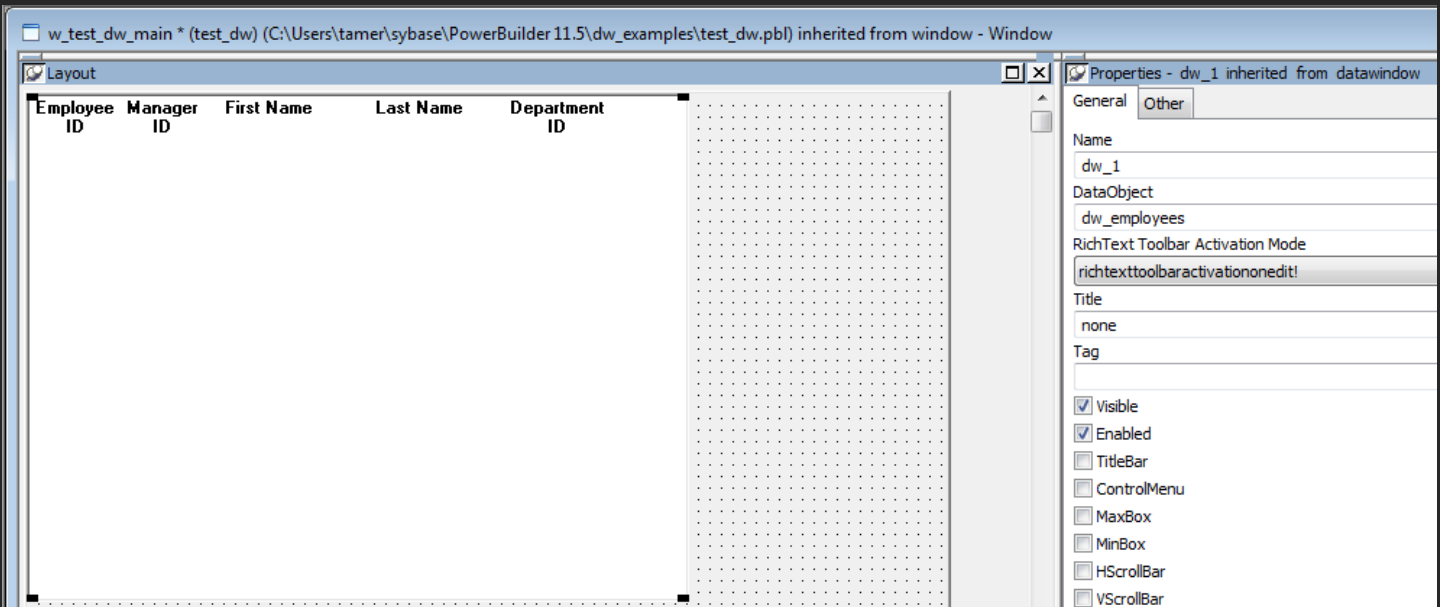 w_test_dw_main * (test_dw) (C:\Users\tamer\sybase\PowerBuilder 11.5\dw_examples\test_dw.pbl) inherited from window - Window
Layout
Employee ID
Manager ID
First Name
Last Name
Department ID
Properties - dw_1 inherited from datawindow
General
Other
Name
dw_1
DataObject
dw_employees
RichText Toolbar Activation Mode
richtexttoolbaractivationonedit!
Title
none
Tag
Visible
Enabled
TitleBar
ControlMenu
MaxBox
MinBox
HScrollBar
VScrollBar